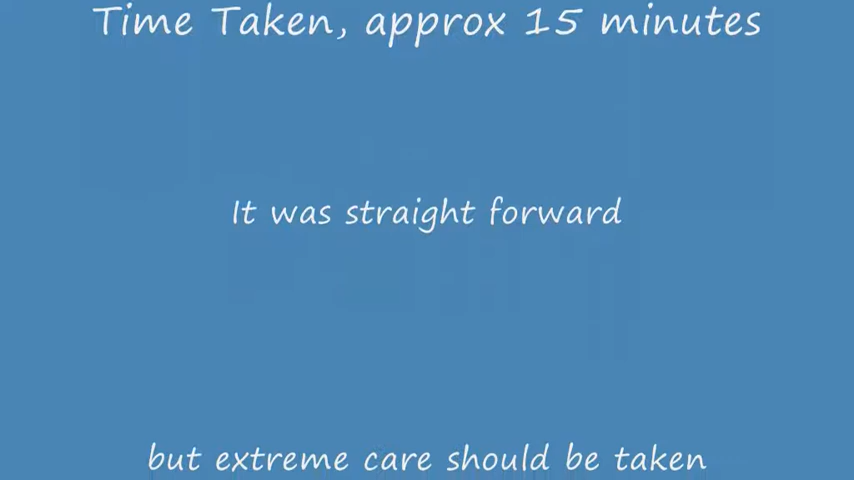 Time Taken, approx 15 minutes
It was straight forward
but extreme care should be taken